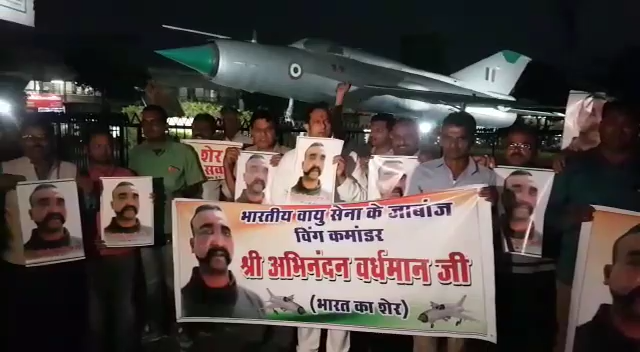 शेर
भारतीय वायु सेना के जाबांज
विंग कमांडर
श्री अभिनंदन वर्धमान जी
(भारत का शेर)